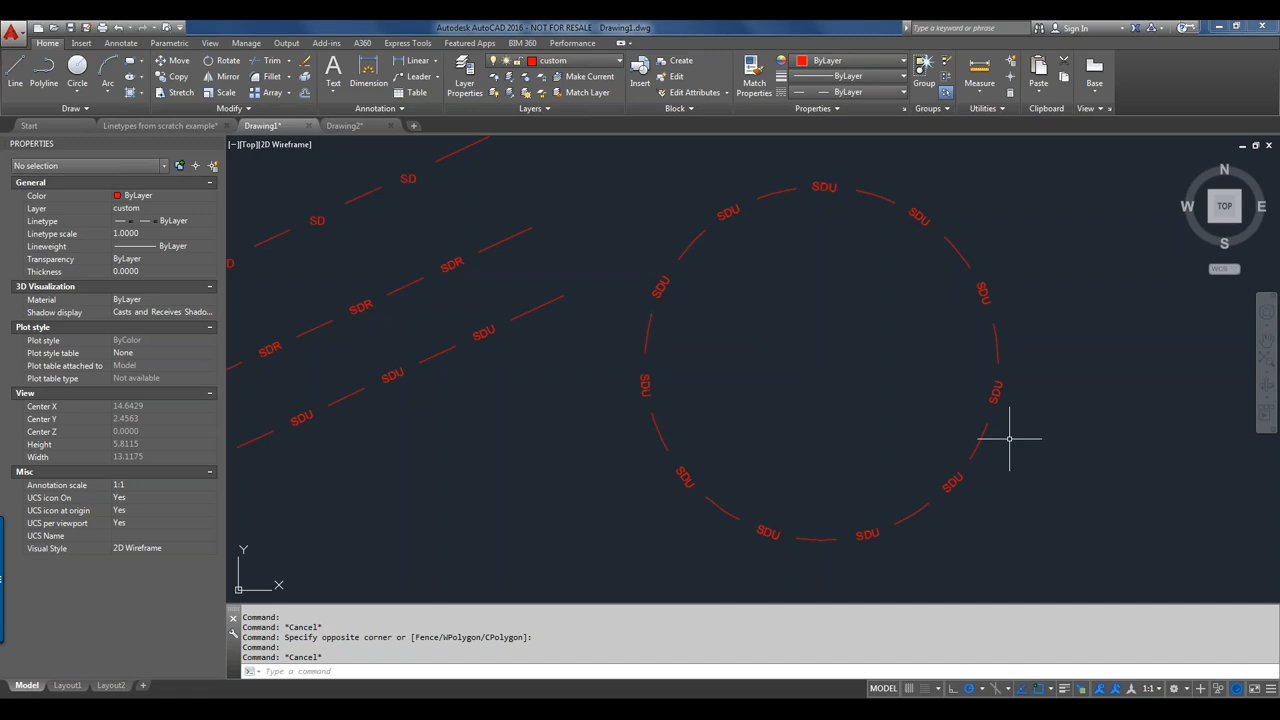 Autodesk AutoCAD 2016 - NOT FOR RESALE Drawing1.dwg
Type a keyword or phrase
Sign In
Home Insert Annotate Parametric View Manage Output Add-ins A360 Express Tools Featured Apps BIM 360 Performance
Line Polyline Circle Arc
Move Rotate Trim
Copy Mirror Fillet
Stretch Scale Array
Text Dimension
Linear
Leader
Table
Layer Properties
custom
Make Current
Match Layer
Insert
Create
Edit
Edit Attributes
Match Properties
ByLayer
ByLayer
ByLayer
Group
Measure
Paste
Base
Draw Modify Annotation Layers Block Properties Groups Utilities Clipboard View
Start Linetypes from scratch example* Drawing1* Drawing2*
PROPERTIES
[−][Top][2D Wireframe]
No selection
General
Color ByLayer
Layer custom
Linetype ByLayer
Linetype scale 1.0000
Lineweight ByLayer
Transparency ByLayer
Thickness 0.0000
3D Visualization
Material ByLayer
Shadow display Casts and Receives Shado...
Plot style
Plot style ByColor
Plot style table None
Plot table attached to Model
Plot table type Not available
View
Center X 14.6429
Center Y 2.4563
Center Z 0.0000
Height 5.8115
Width 13.1175
Misc
Annotation scale 1:1
UCS icon On Yes
UCS icon at origin Yes
UCS per viewport Yes
UCS Name
Visual Style 2D Wireframe
SD
SD
D
SDR
SDR
SDR
SDU
SDU
SDU
SDU
SDU
SDU
SDU
SDU
SDU
SDU
SDU
SDU
SDU
SDU
N
W TOP E
S
WCS
Y
X
Command:
Command: *Cancel*
Command: Specify opposite corner or [Fence/WPolygon/CPolygon]:
Command:
Command: *Cancel*
Type a command
Model Layout1 Layout2 +
MODEL
1:1